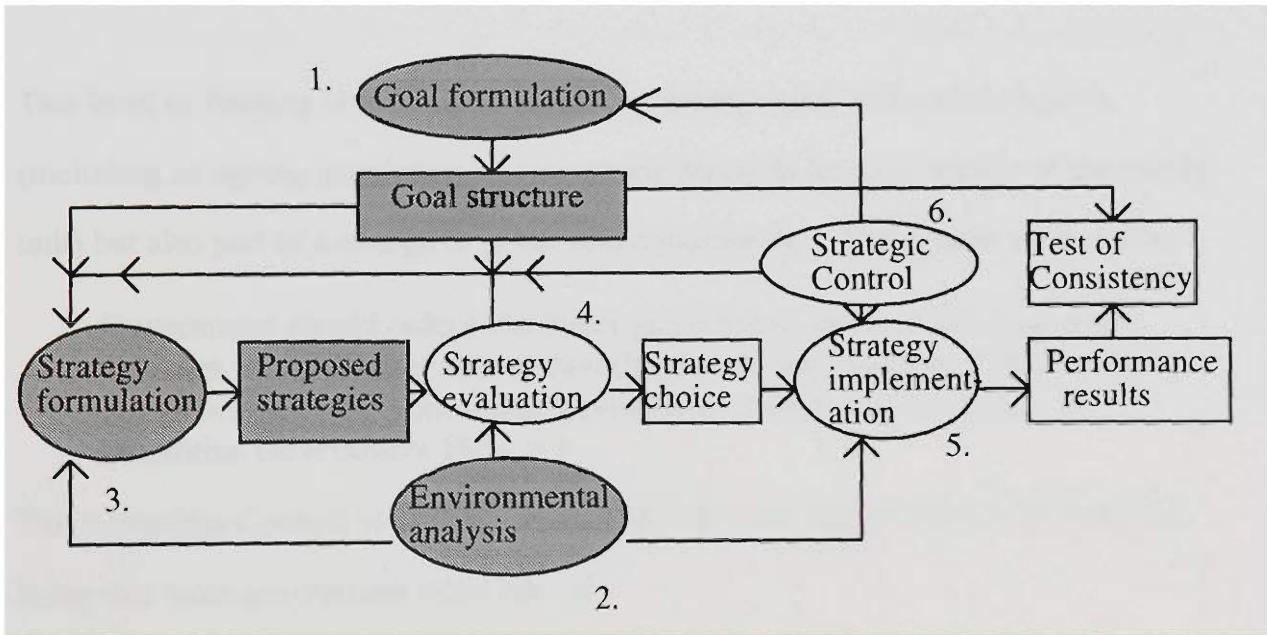 1.
Goal formulation
Goal structure
6.
Strategic
Control
Test of
Consistency
4.
Strategy
formulation
Proposed
strategies
Strategy
evaluation
Strategy
choice
Strategy
implement-
ation
Performance
results
3.
5.
Environmental
analysis
2.